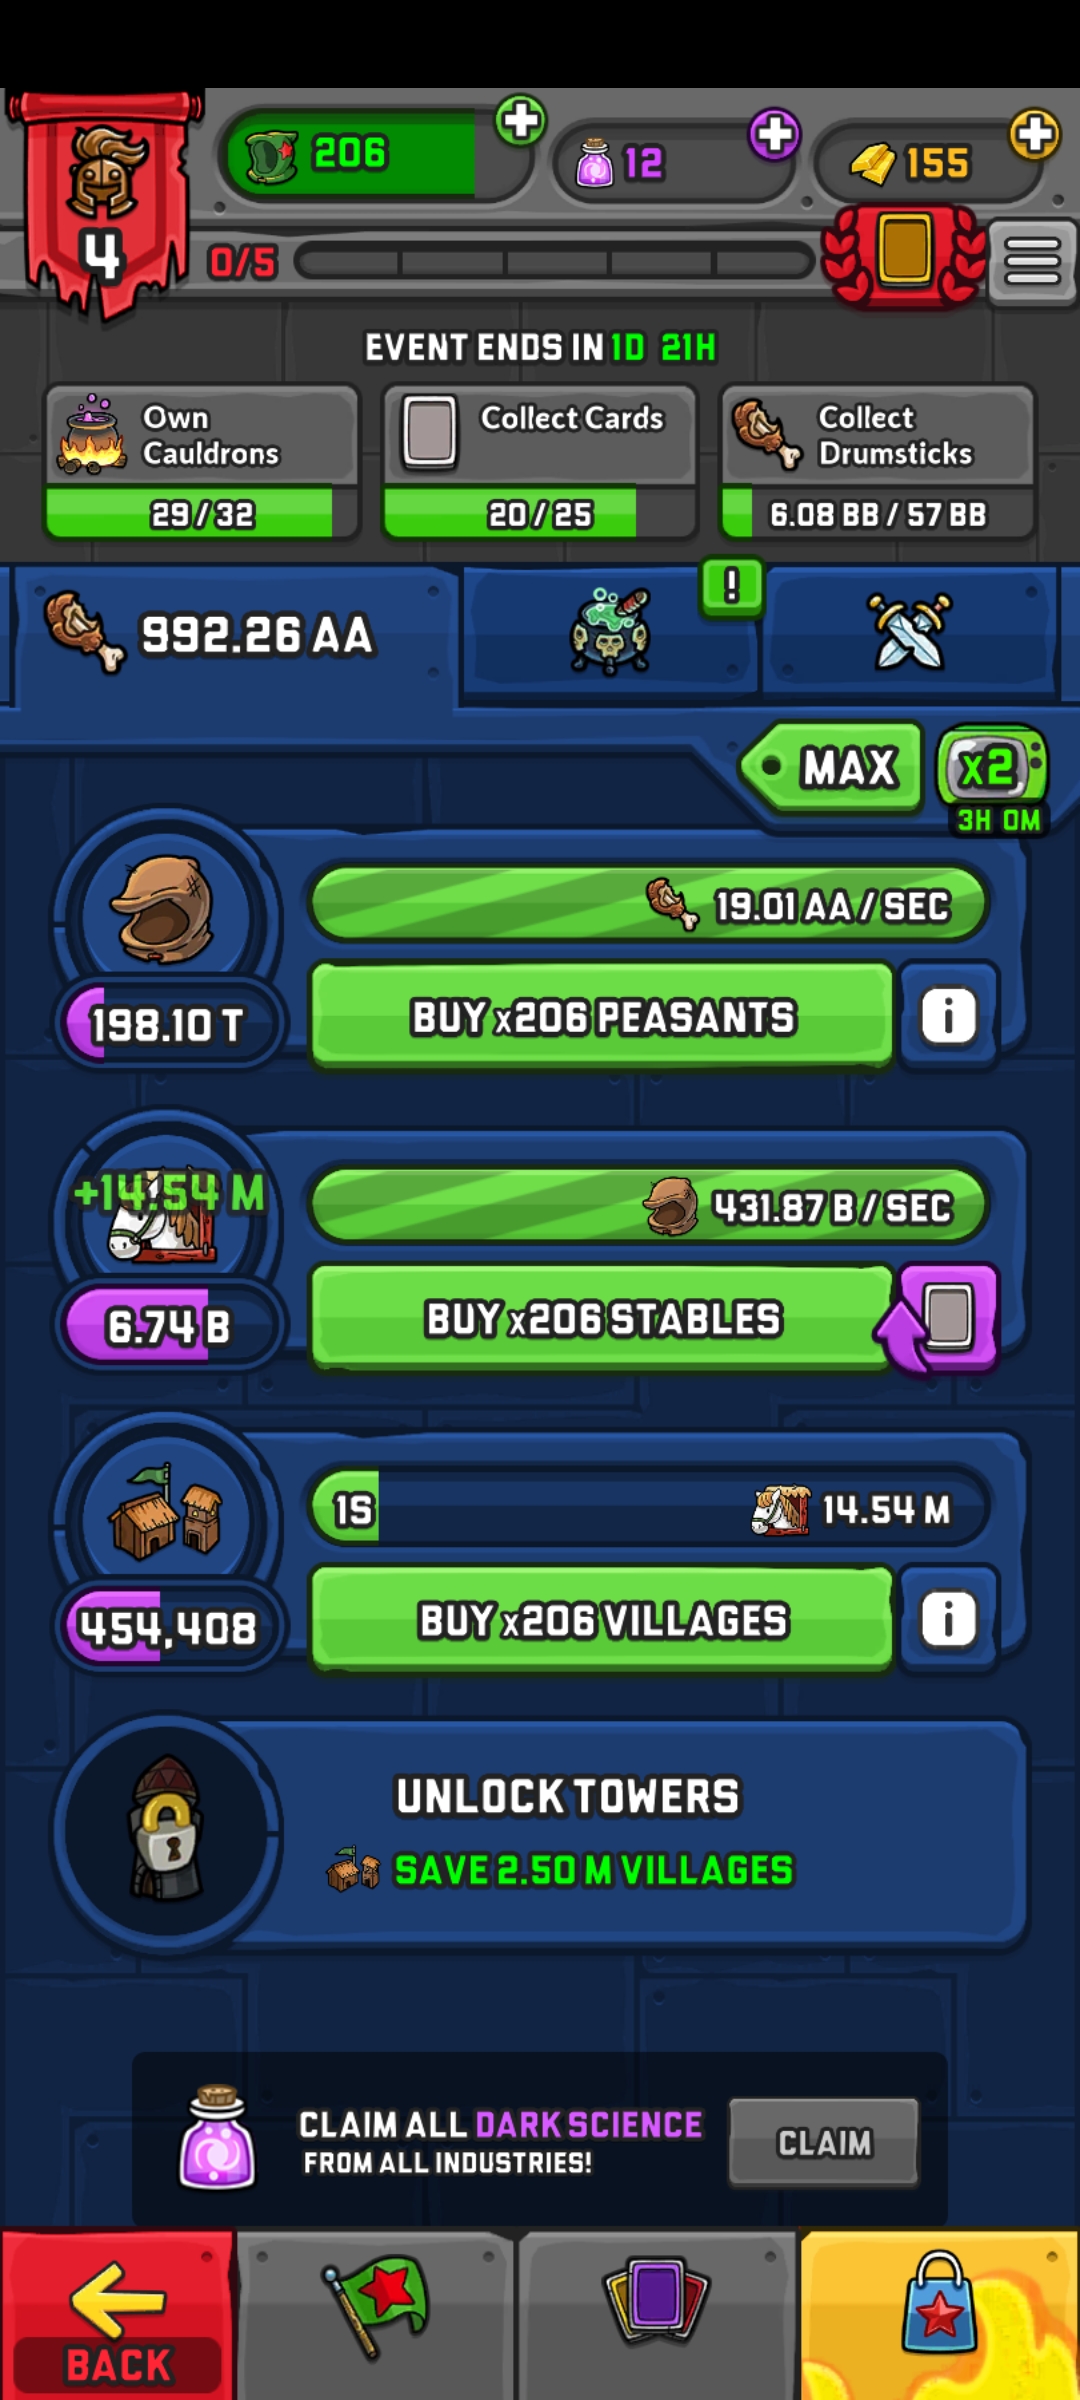 206
12
155
4
0/5
EVENT ENDS IN 1D 21H
Own
Cauldrons
29/32
Collect Cards
20/25
Collect
Drumsticks
6.08 BB / 57 BB
992.26 AA
!
MAX
x2
3H 0M
19.01 AA / SEC
198.10 T
BUY x206 PEASANTS
i
+14.54 M
431.87 B / SEC
6.74 B
BUY x206 STABLES
1S
14.54 M
454,408
BUY x206 VILLAGES
i
UNLOCK TOWERS
SAVE 2.50 M VILLAGES
CLAIM ALL DARK SCIENCE
FROM ALL INDUSTRIES!
CLAIM
BACK